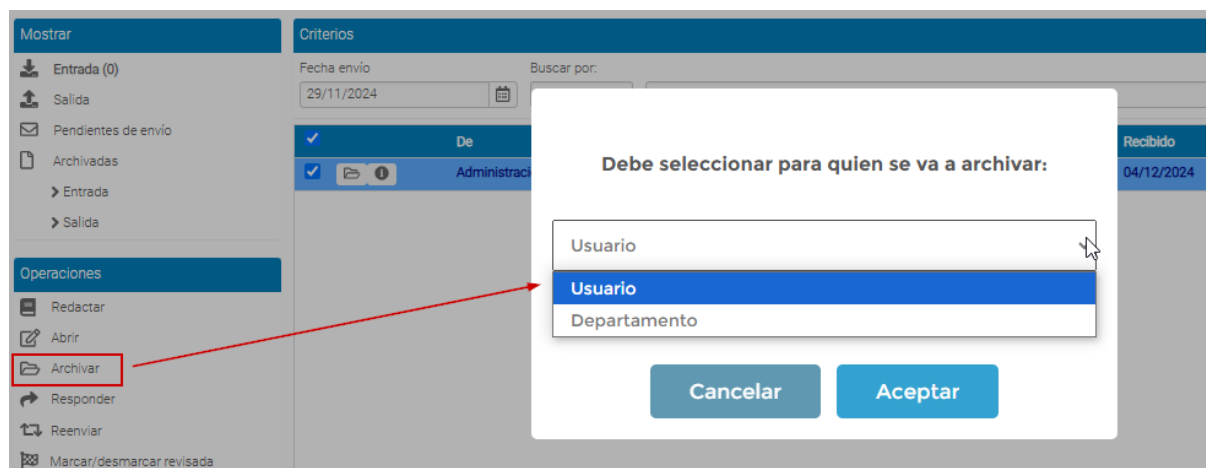 Mostrar
Entrada (0)
Salida
Pendientes de envío
Archivadas
Entrada
Salida
Operaciones
Redactar
Abrir
Archivar
Responder
Reenviar
Marcar/desmarcar revisada
Criterios
Fecha envío
Buscar por:
29/11/2024
De
Recibido
Administraci
04/12/2024
Debe seleccionar para quien se va a archivar:
Usuario
Usuario
Departamento
Cancelar
Aceptar